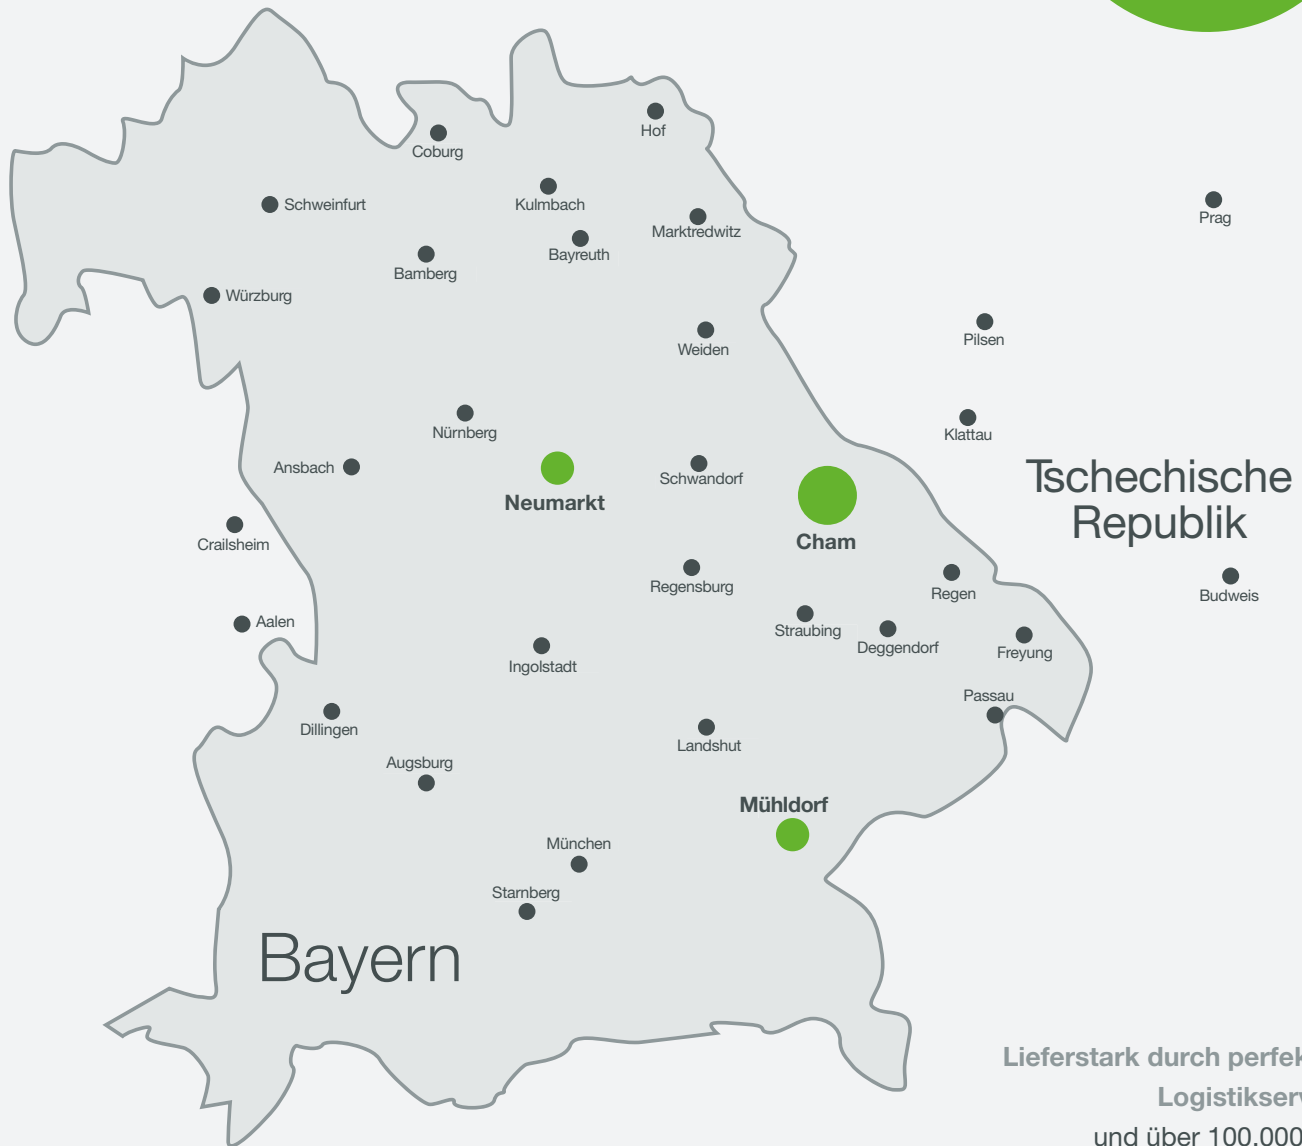 Hof
Coburg
Schweinfurt
Kulmbach
Prag
Marktredwitz
Bayreuth
Bamberg
Würzburg
Pilsen
Weiden
Nürnberg
Klattau
Ansbach
Schwandorf
Tschechische
Republik
Neumarkt
Cham
Crailsheim
Regensburg
Regen
Budweis
Aalen
Straubing
Deggendorf
Freyung
Ingolstadt
Passau
Dillingen
Landshut
Augsburg
Mühldorf
München
Starnberg
Bayern
Lieferstark durch
und über 100.000